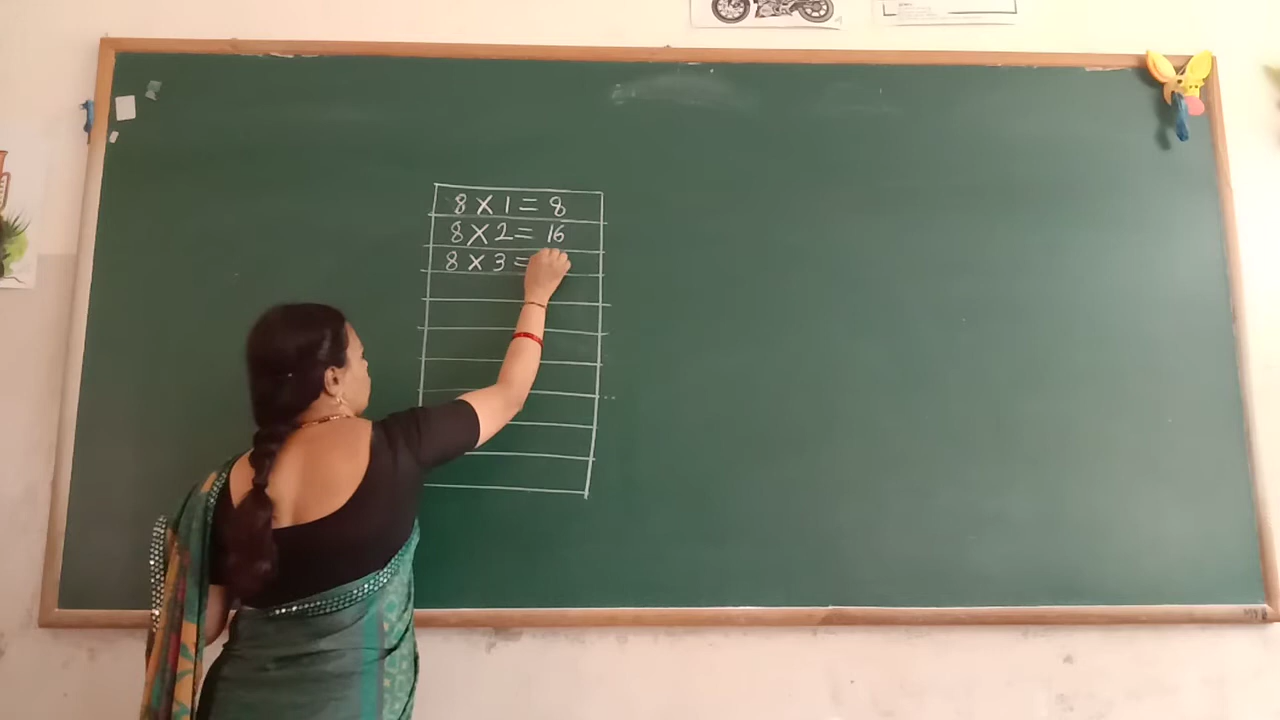 8 X 1 = 8
8 X 2 = 16
8 X 3 =